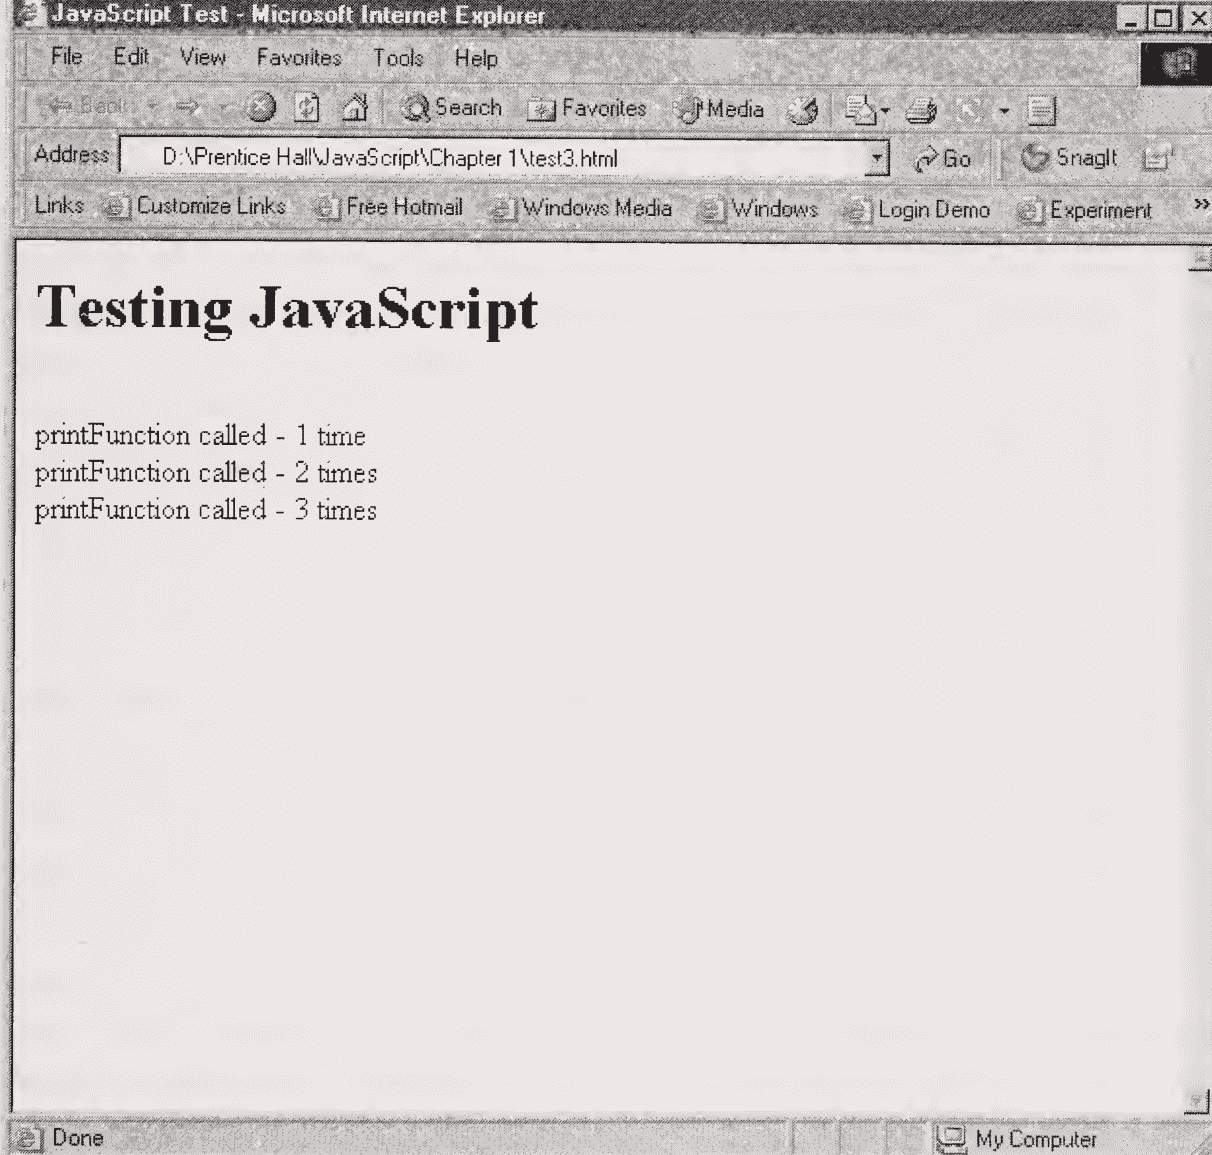 JavaScript Test - Microsoft Internet Explorer
File Edit View Favorites Tools Help
Back Search Favorites Media
Address D:\Prentice Hall\JavaScript\Chapter 1\test3.html Go SnagIt
Links Customize Links Free Hotmail Windows Media Windows Login Demo Experiment »
Testing JavaScript
printFunction called - 1 time
printFunction called - 2 times
printFunction called - 3 times
Done My Computer